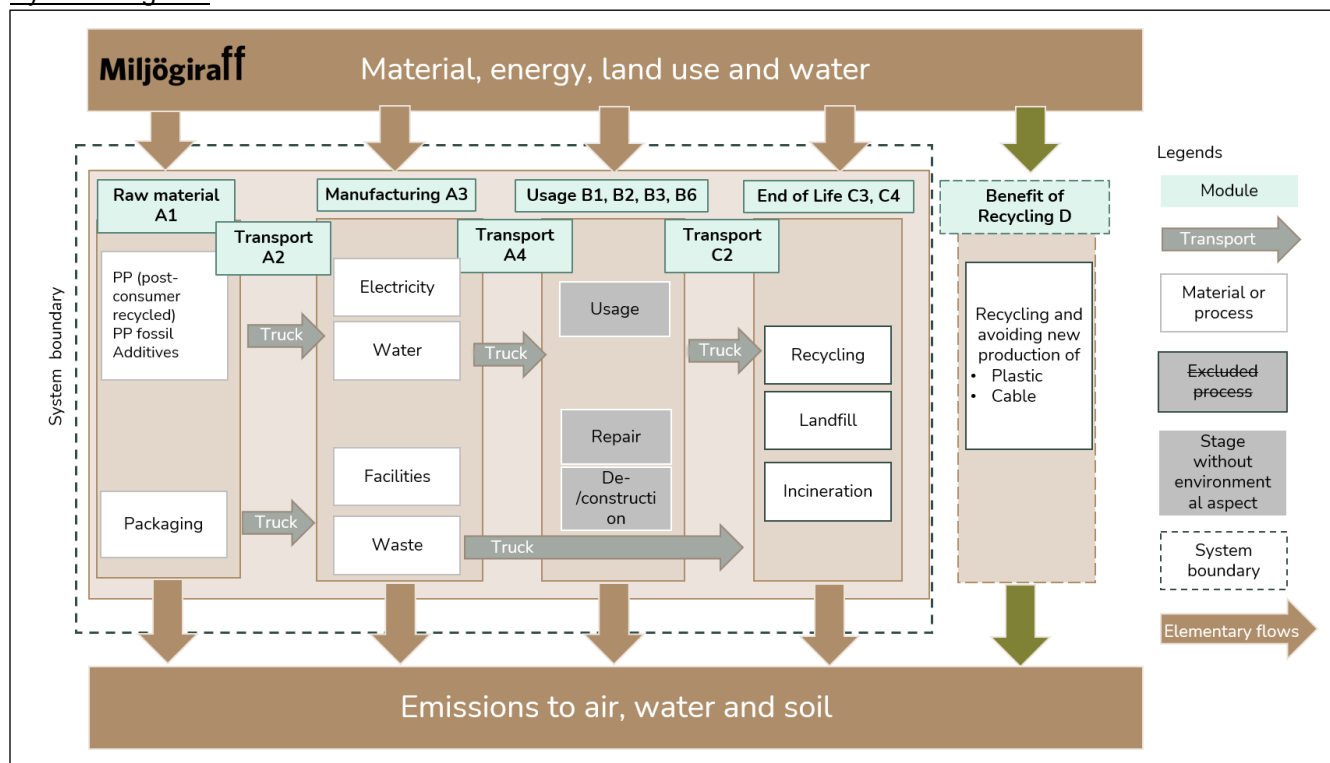 Miljögiraff
Material, energy, land use and water
System boundary
Raw material
A1
Manufacturing A3
Usage B1, B2, B3, B6
End of Life C3, C4
Benefit of
Recycling D
Transport
A2
Transport
A4
Transport
C2
PP (post-
consumer
recycled)
PP fossil
Additives
Packaging
Truck
Truck
Electricity
Water
Facilities
Waste
Truck
Truck
Usage
Repair
De-
/constructi
on
Truck
Recycling
Landfill
Incineration
Recycling and
avoiding new
production of
• Plastic
• Cable
Legends
Module
Transport
Material or
process
Excluded
process
Stage
without
environment
al aspect
System
boundary
Elementary flows
Emissions to air, water and soil